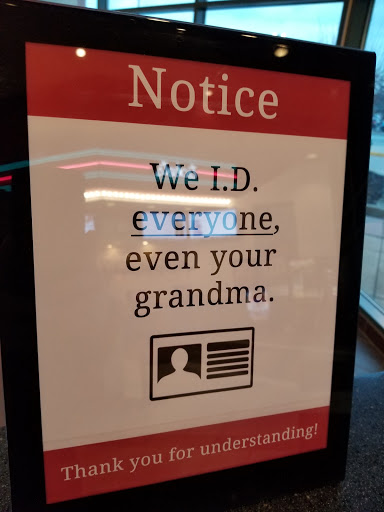 Notice
We I.D.
everyone,
even your
grandma.
Thank you for understanding!